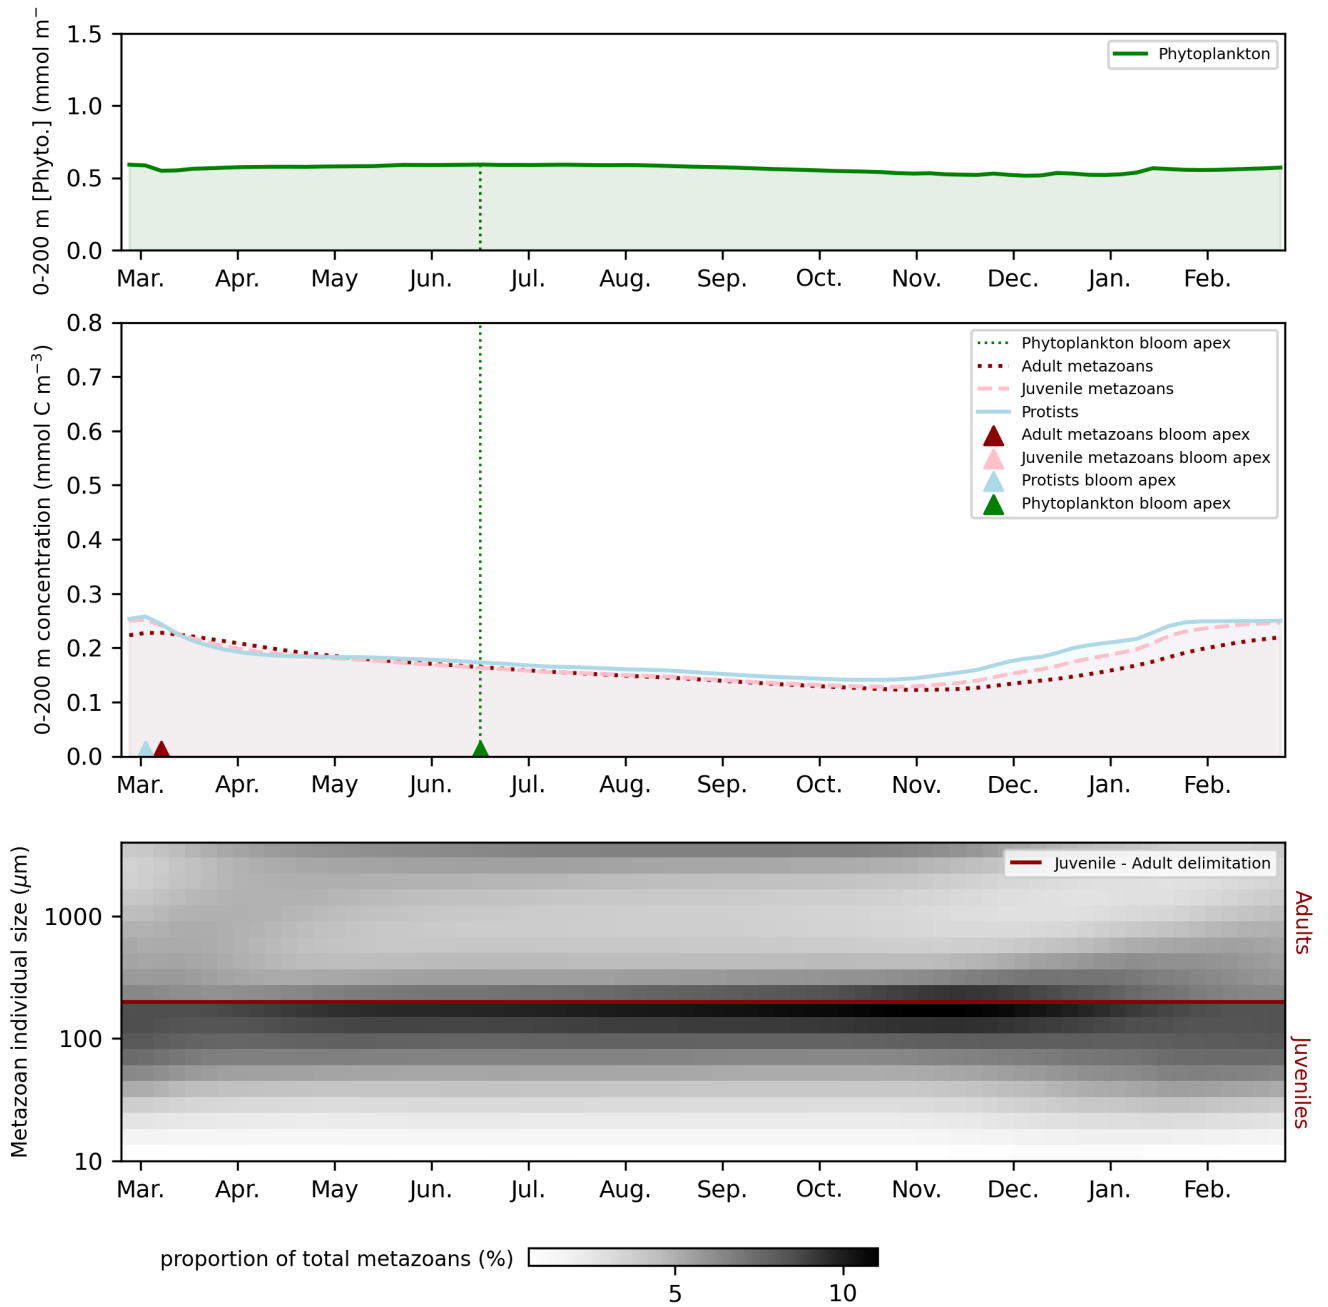 0-200 m [Phyto.] (mmol m⁻
1.5
1.0
0.5
0.0
Phytoplankton
Mar. Apr. May Jun. Jul. Aug. Sep. Oct. Nov. Dec. Jan. Feb.
0-200 m concentration (mmol C m⁻³)
0.8
0.7
0.6
0.5
0.4
0.3
0.2
0.1
0.0
Phytoplankton bloom apex
Adult metazoans
Juvenile metazoans
Protists
Adult metazoans bloom apex
Juvenile metazoans bloom apex
Protists bloom apex
Phytoplankton bloom apex
Mar. Apr. May Jun. Jul. Aug. Sep. Oct. Nov. Dec. Jan. Feb.
Metazoan individual size (μm)
1000
100
10
Juvenile - Adult delimitation
Adults
Juveniles
Mar. Apr. May Jun. Jul. Aug. Sep. Oct. Nov. Dec. Jan. Feb.
proportion of total metazoans (%)
5 10